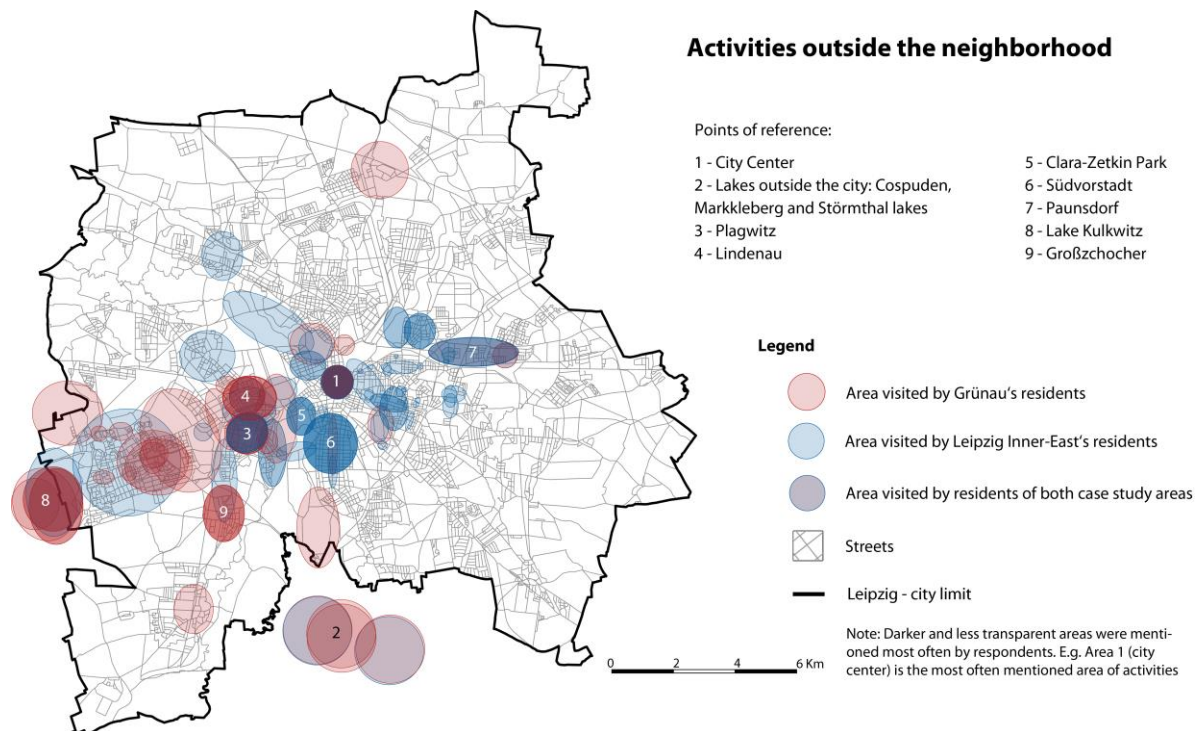 Activities outside the neighborhood
Points of reference:
1 - City Center
2 - Lakes outside the city: Cospuden,
Markkleberg and Störmthal lakes
3 - Plagwitz
4 - Lindenau
5 - Clara-Zetkin Park
6 - Südvorstadt
7 - Paunsdorf
8 - Lake Kulkwitz
9 - Großzchocher
Legend
Area visited by Grünau's residents
Area visited by Leipzig Inner-East's residents
Area visited by residents of both case study areas
Streets
Leipzig - city limit
Note: Darker and less transparent areas were menti-
oned most often by respondents. E.g. Area 1 (city
center) is the most often mentioned area of activities
0 2 4 6 Km
7
1
4
5
3
6
8
9
2